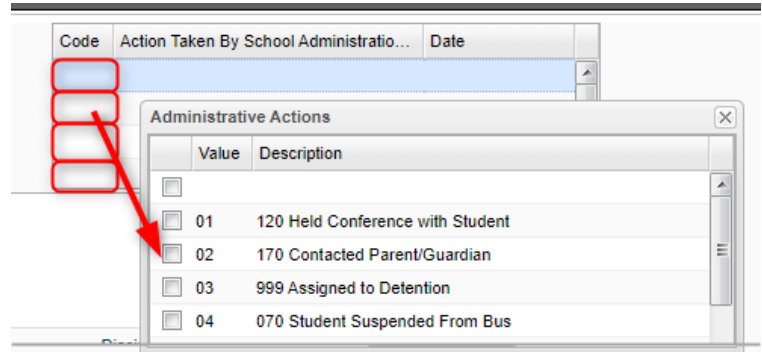 Code Action Taken By School Administratio... Date
Administrative Actions
Value Description
01 120 Held Conference with Student
02 170 Contacted Parent/Guardian
03 999 Assigned to Detention
04 070 Student Suspended From Bus